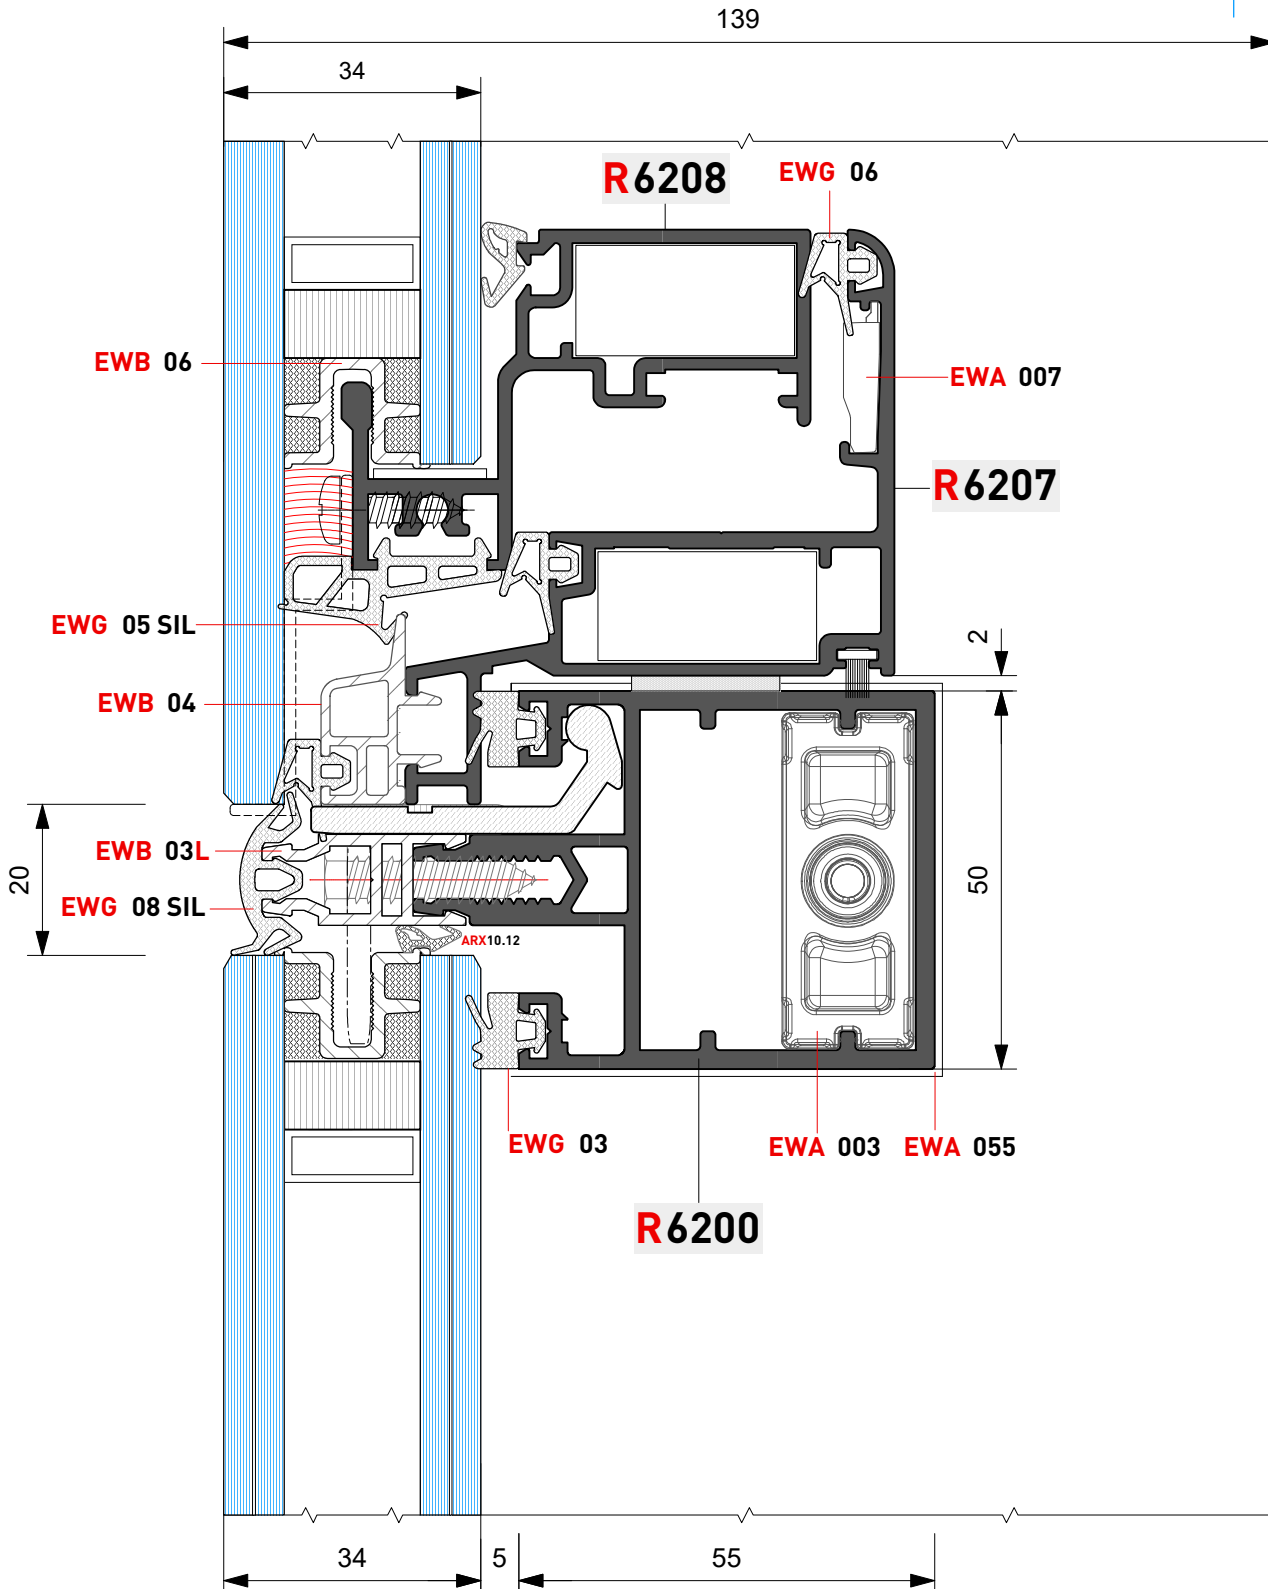 139
34
R6208
EWG 06
EWB 06
EWA 007
R6207
EWG 05 SIL
2
EWB 04
EWB 03L
20
50
EWG 08 SIL
ARX10.12
EWG 03
EWA 003
EWA 055
R6200
34
5
55